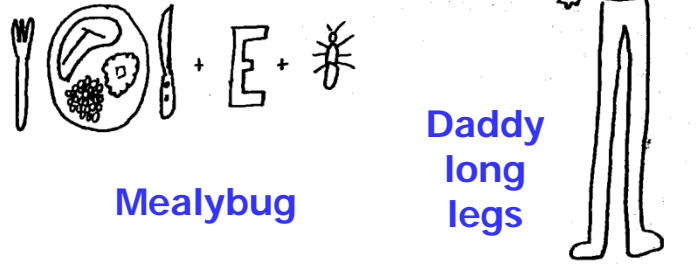 + E +
Mealybug
Daddy
long
legs